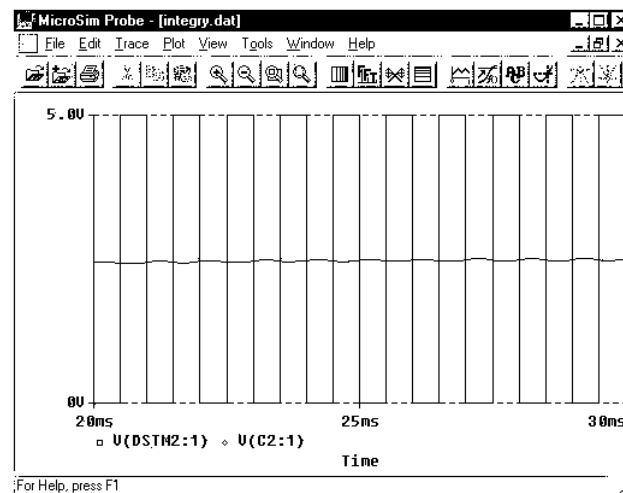 MicroSim Probe - [integry.dat]
File Edit Trace Plot View Tools Window Help
5.0V
0V
20ms 25ms 30ms
V(DSTM2:1) V(C2:1)
Time
For Help, press F1